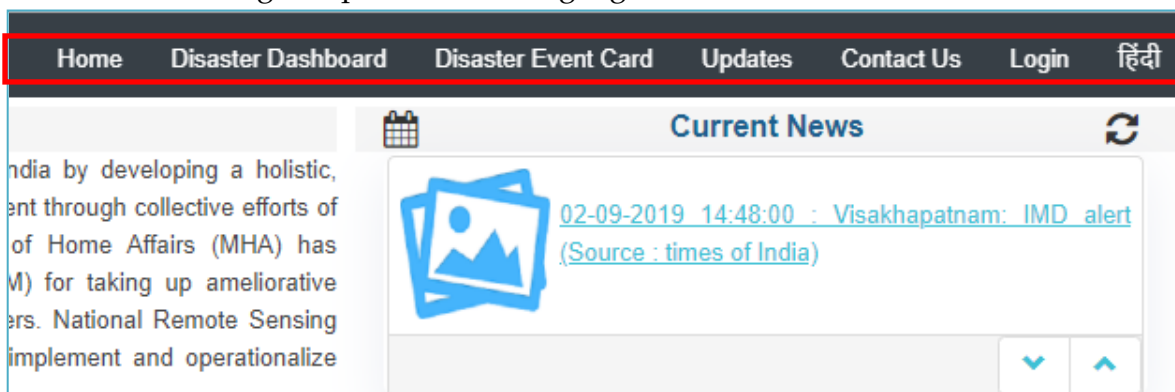 Home Disaster Dashboard Disaster Event Card Updates Contact Us Login हिंदी
Current News
ndia by developing a holistic,
ent through collective efforts of
of Home Affairs (MHA) has
M) for taking up ameliorative
ers. National Remote Sensing
implement and operationalize
02-09-2019 14:48:00 : Visakhapatnam: IMD alert
(Source : times of India)